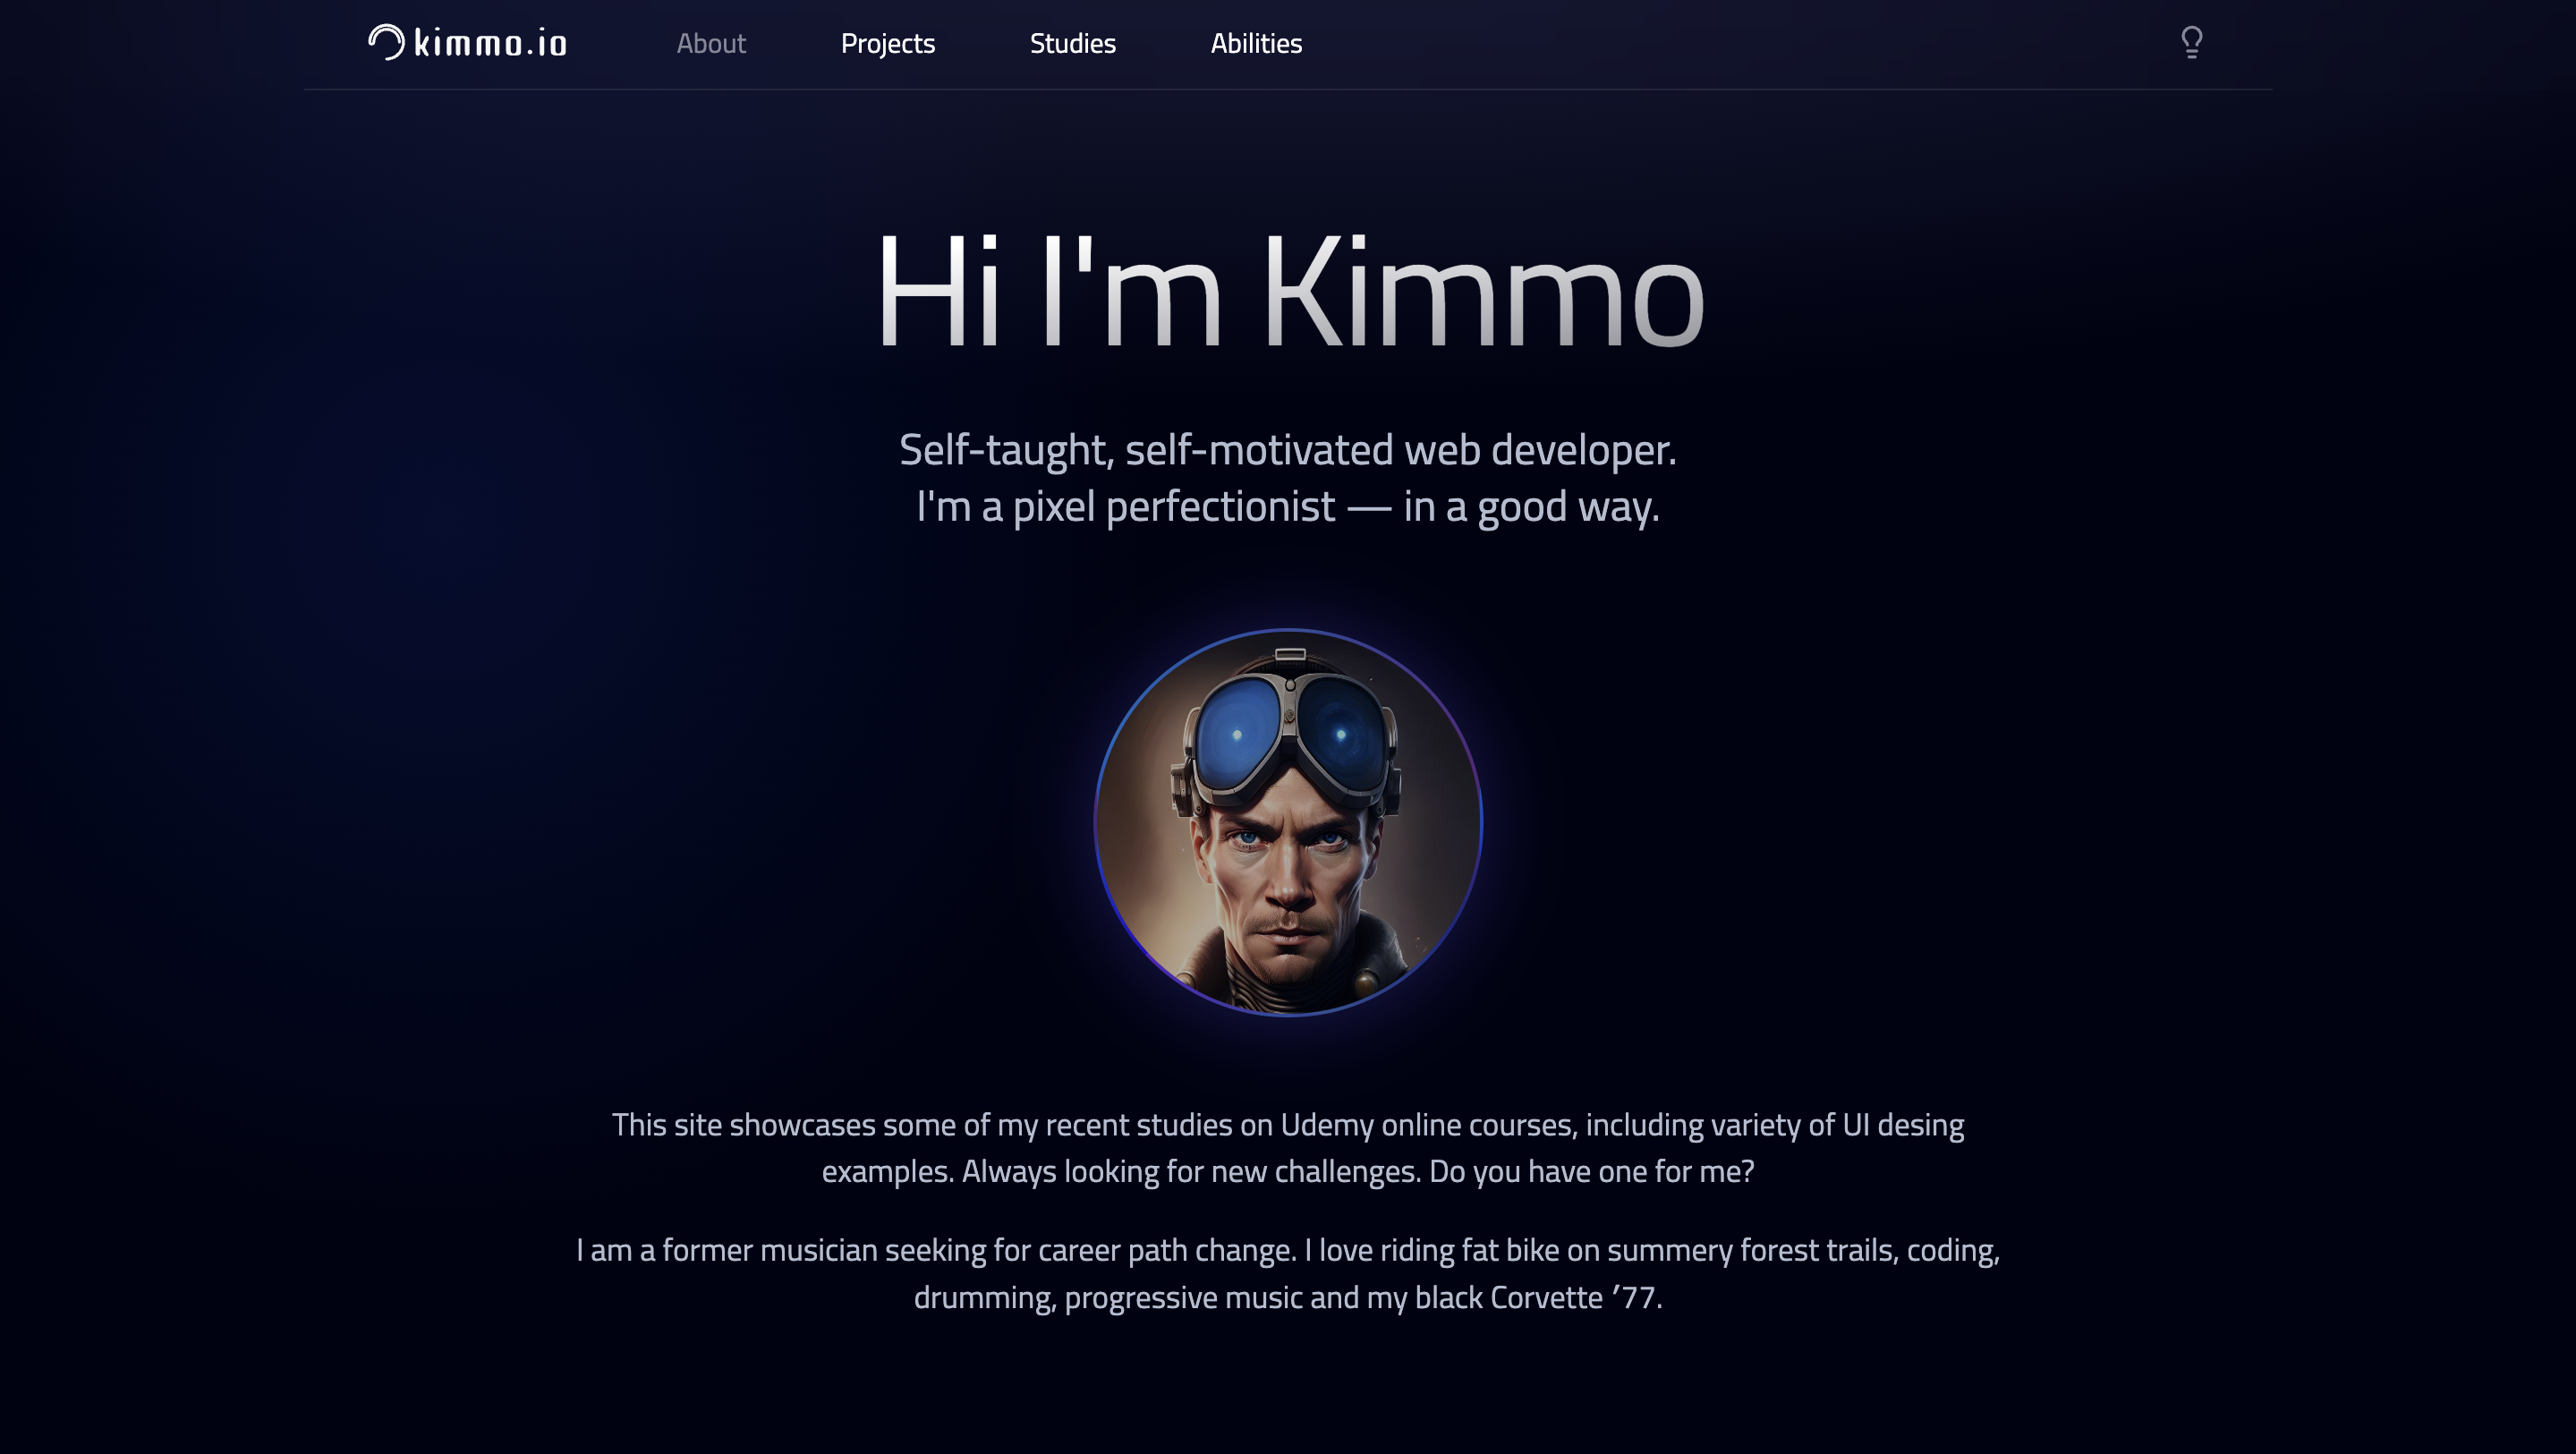 kimmo.io
About
Projects
Studies
Abilities
Hi I'm Kimmo
Self-taught, self-motivated web developer.
I'm a pixel perfectionist — in a good way.
This site showcases some of my recent studies on Udemy online courses, including variety of UI desing
examples. Always looking for new challenges. Do you have one for me?
I am a former musician seeking for career path change. I love riding fat bike on summery forest trails, coding,
drumming, progressive music and my black Corvette ’77.